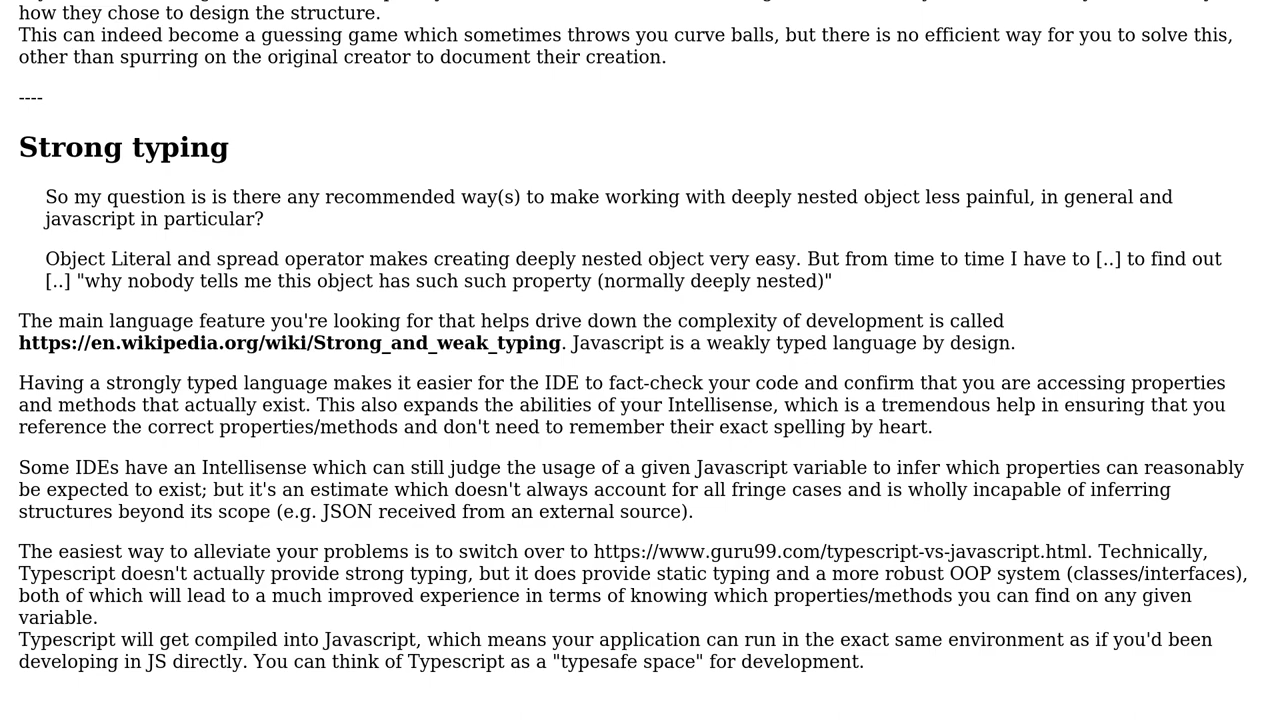 how they chose to design the structure.
This can indeed become a guessing game which sometimes throws you curve balls, but there is no efficient way for you to solve this,
other than spurring on the original creator to document their creation.
----
Strong typing
So my question is is there any recommended way(s) to make working with deeply nested object less painful, in general and
javascript in particular?
Object Literal and spread operator makes creating deeply nested object very easy. But from time to time I have to [..] to find out
[..] "why nobody tells me this object has such such property (normally deeply nested)"
The main language feature you're looking for that helps drive down the complexity of development is called
https://en.wikipedia.org/wiki/Strong_and_weak_typing. Javascript is a weakly typed language by design.
Having a strongly typed language makes it easier for the IDE to fact-check your code and confirm that you are accessing properties
and methods that actually exist. This also expands the abilities of your Intellisense, which is a tremendous help in ensuring that you
reference the correct properties/methods and don't need to remember their exact spelling by heart.
Some IDEs have an Intellisense which can still judge the usage of a given Javascript variable to infer which properties can reasonably
be expected to exist; but it's an estimate which doesn't always account for all fringe cases and is wholly incapable of inferring
structures beyond its scope (e.g. JSON received from an external source).
The easiest way to alleviate your problems is to switch over to https://www.guru99.com/typescript-vs-javascript.html. Technically,
Typescript doesn't actually provide strong typing, but it does provide static typing and a more robust OOP system (classes/interfaces),
both of which will lead to a much improved experience in terms of knowing which properties/methods you can find on any given
variable.
Typescript will get compiled into Javascript, which means your application can run in the exact same environment as if you'd been
developing in JS directly. You can think of Typescript as a "typesafe space" for development.